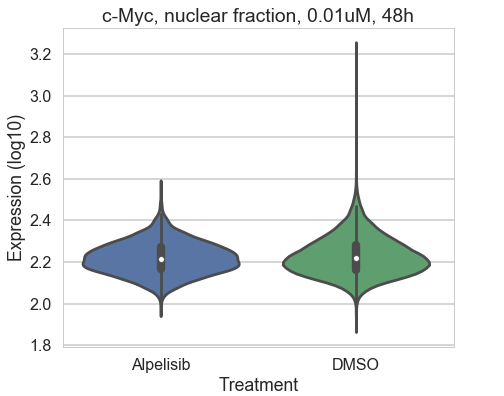 c-Myc, nuclear fraction, 0.01uM, 48h
3.2
3.0
2.8
2.6
2.4
2.2
2.0
1.8
Expression (log10)
Alpelisib DMSO
Treatment